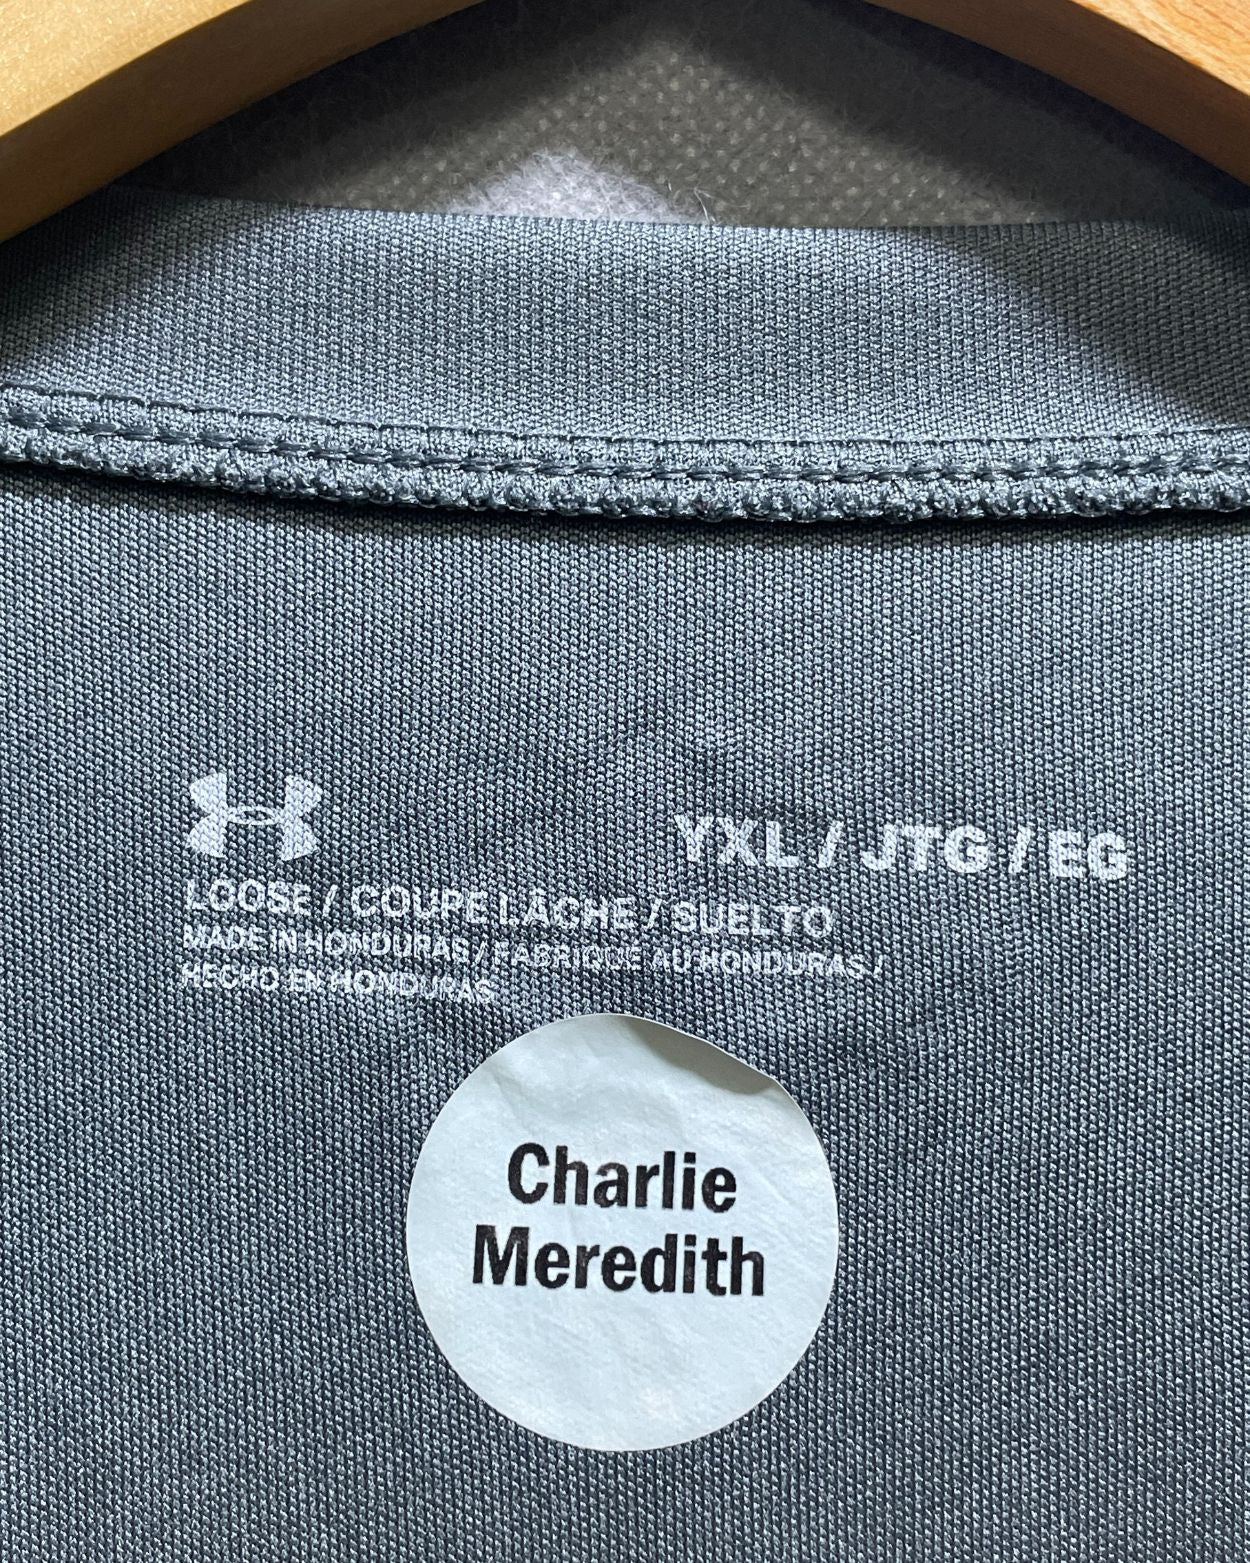 YXL / JTG / EG
LOOSE / COUPE LÂCHE / SUELTO
MADE IN HONDURAS / FABRIQUÉ AU HONDURAS /
HECHO EN HONDURAS
Charlie
Meredith